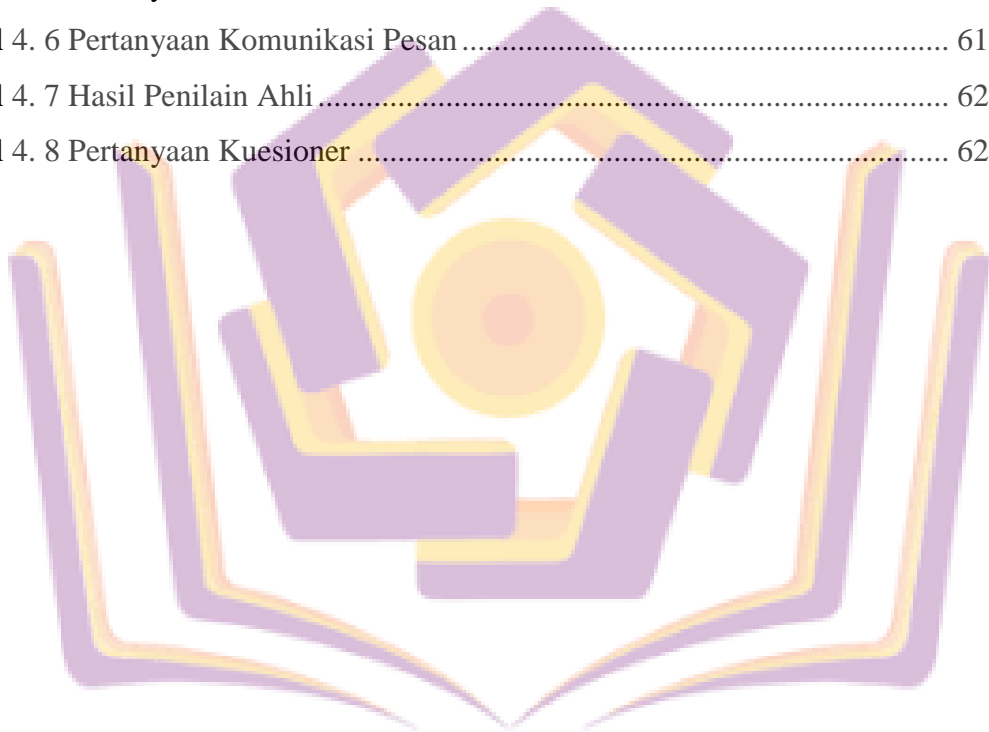 l 4. 6 Pertanyaan Komunikasi Pesan ............................................................. 61
l 4. 7 Hasil Penilain Ahli ............................................................................... 62
l 4. 8 Pertanyaan Kuesioner .......................................................................... 62